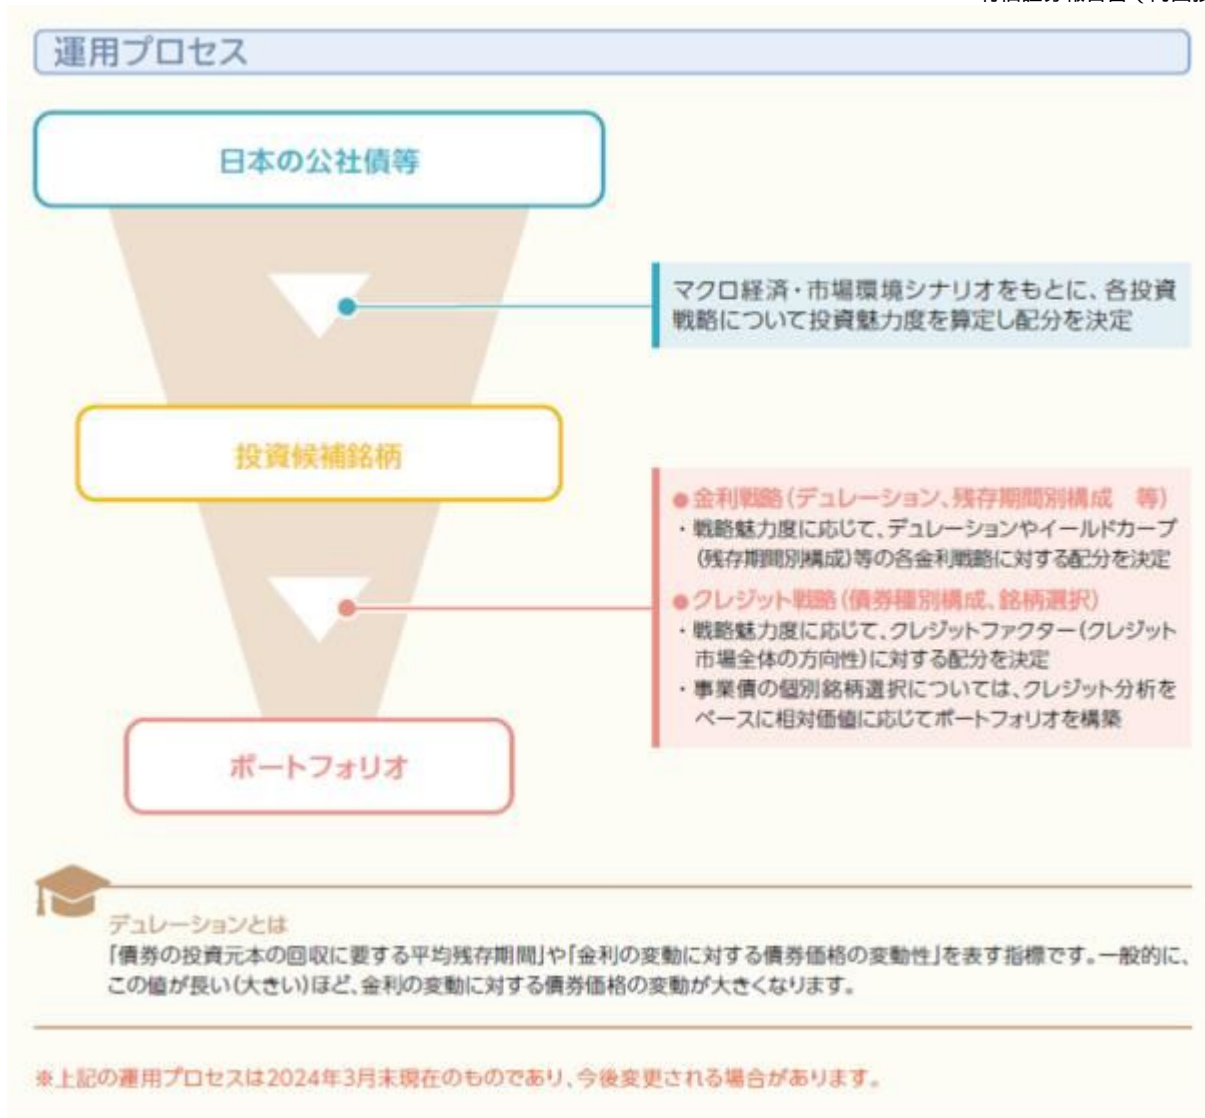 運用プロセス
日本の公社債等
マクロ経済・市場環境シナリオをもとに、各投資
戦略について投資魅力度を算定し配分を決定
投資候補銘柄
●金利戦略(デュレーション、残存期間別構成 等)
・戦略魅力度に応じて、デュレーションやイールドカーブ
(残存期間別構成)等の各金利戦略に対する配分を決定
●クレジット戦略(債券種別構成、銘柄選択)
・戦略魅力度に応じて、クレジットファクター(クレジット
市場全体の方向性)に対する配分を決定
・事業債の個別銘柄選択については、クレジット分析を
ベースに相対価値に応じてポートフォリオを構築
ポートフォリオ
デュレーションとは
「債券の投資元本の回収に要する平均残存期間」や「金利の変動に対する債券価格の変動性」を表す指標です。一般的に、
この値が長い(大きい)ほど、金利の変動に対する債券価格の変動が大きくなります。
※上記の運用プロセスは2024年3月末現在のものであり、今後変更される場合があります。